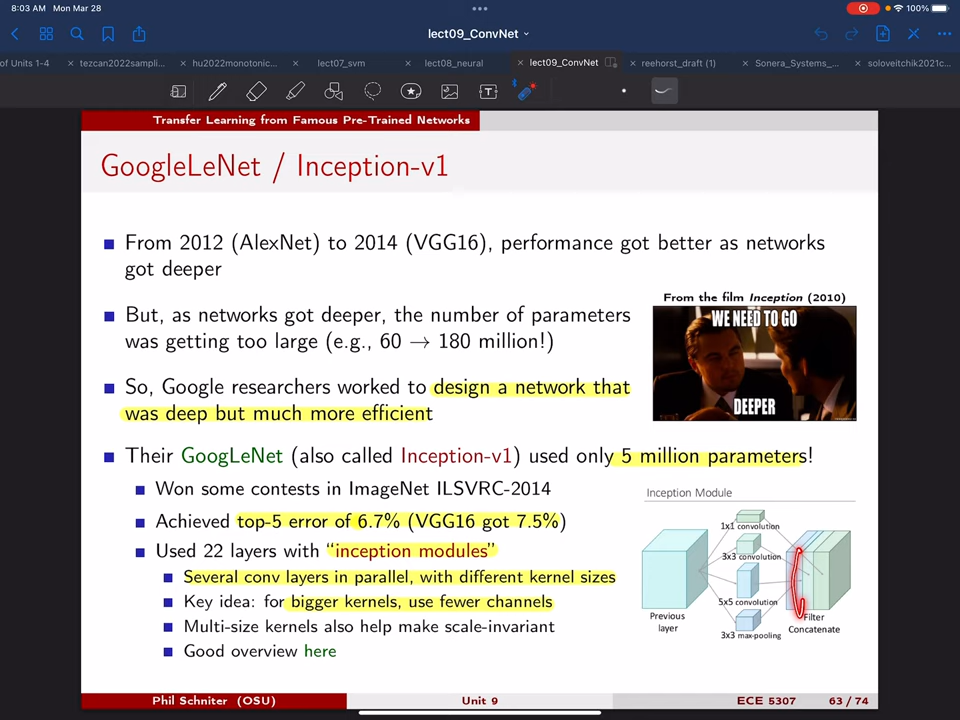 8:03 AM Mon Mar 28
100%
lect09_ConvNet
of Units 1-4
tezcan2022sampli...
hu2022monotonic...
lect07_svm
lect08_neural
lect09_ConvNet
reehorst_draft (1)
Sonera_Systems_...
soloveitchik2021c...
Transfer Learning from Famous Pre-Trained Networks
GoogleLeNet / Inception-v1
From 2012 (AlexNet) to 2014 (VGG16), performance got better as networks
got deeper
But, as networks got deeper, the number of parameters
was getting too large (e.g., 60 → 180 million!)
From the film Inception (2010)
WE NEED TO GO
DEEPER
So, Google researchers worked to design a network that
was deep but much more efficient
Their GoogLeNet (also called Inception-v1) used only 5 million parameters!
Won some contests in ImageNet ILSVRC-2014
Achieved top-5 error of 6.7% (VGG16 got 7.5%)
Used 22 layers with “inception modules”
Several conv layers in parallel, with different kernel sizes
Key idea: for bigger kernels, use fewer channels
Multi-size kernels also help make scale-invariant
Good overview here
Inception Module
1x1 convolution
3x3 convolution
5x5 convolution
3x3 max-pooling
Previous
layer
Filter
Concatenate
Phil Schniter (OSU)
Unit 9
ECE 5307
63 / 74